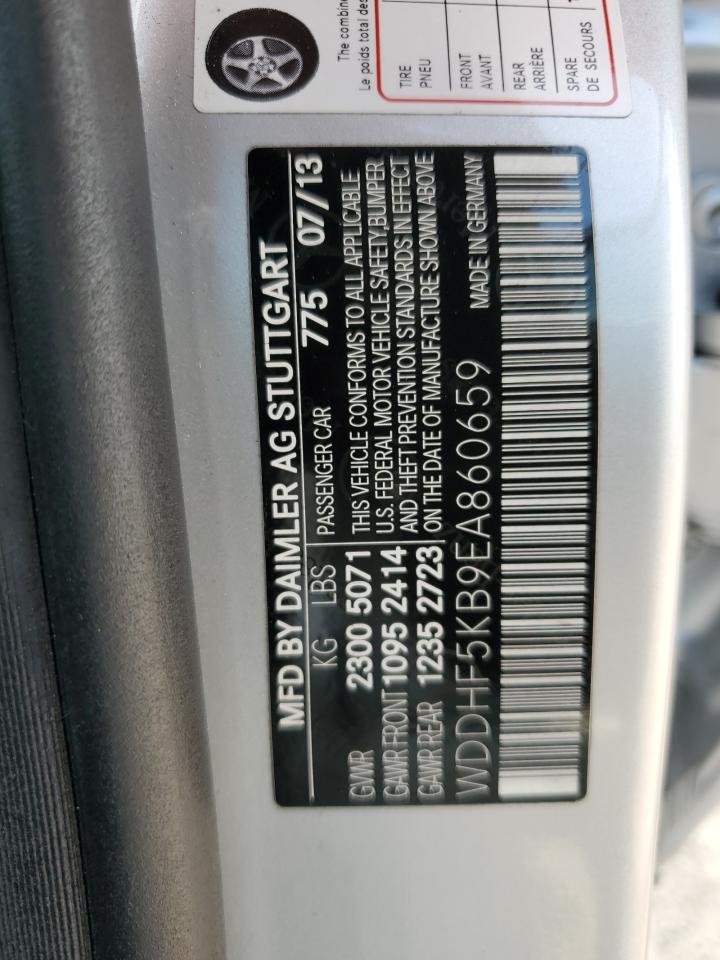 The combine
Le poids total des
TIRE
PNEU
FRONT
AVANT
REAR
ARRIÈRE
SPARE
DE SECOURS
MFD BY DAIMLER AG STUTTGART
KG LBS PASSENGER CAR 775 07/13
GVWR 2300 5071 THIS VEHICLE CONFORMS TO ALL APPLICABLE
GAWR FRONT 1095 2414 U.S. FEDERAL MOTOR VEHICLE SAFETY,BUMPER
AND THEFT PREVENTION STANDARDS IN EFFECT
GAWR REAR 1235 2723 ON THE DATE OF MANUFACTURE SHOWN ABOVE
WDDHF5KB9EA860659 MADE IN GERMANY